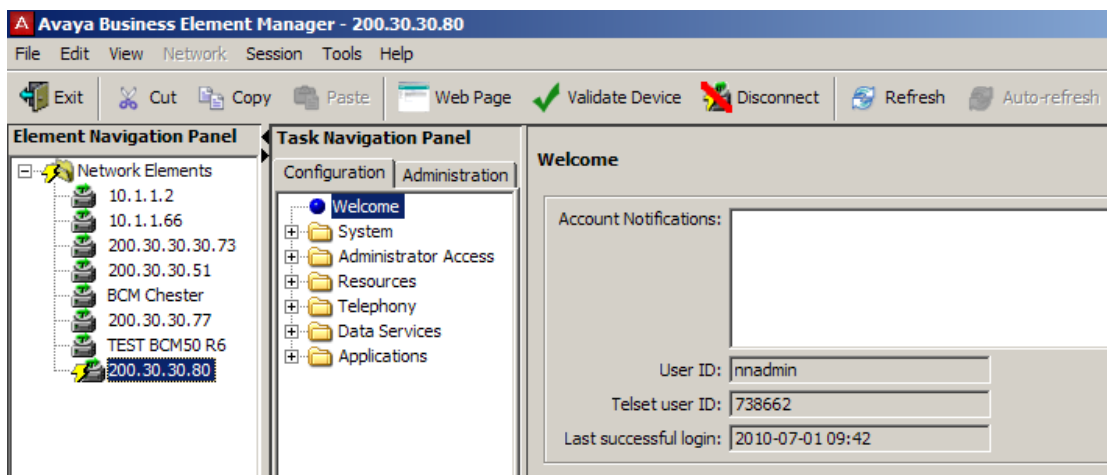 Avaya Business Element Manager - 200.30.30.80
File Edit View Network Session Tools Help
Exit Cut Copy Paste Web Page Validate Device Disconnect Refresh Auto-refresh
Element Navigation Panel
Network Elements
10.1.1.2
10.1.1.66
200.30.30.30.73
200.30.30.51
BCM Chester
200.30.30.77
TEST BCM50 R6
200.30.30.80
Task Navigation Panel
Configuration Administration
Welcome
System
Administrator Access
Resources
Telephony
Data Services
Applications
Welcome
Account Notifications:
User ID: nnadmin
Telset user ID: 738662
Last successful login: 2010-07-01 09:42